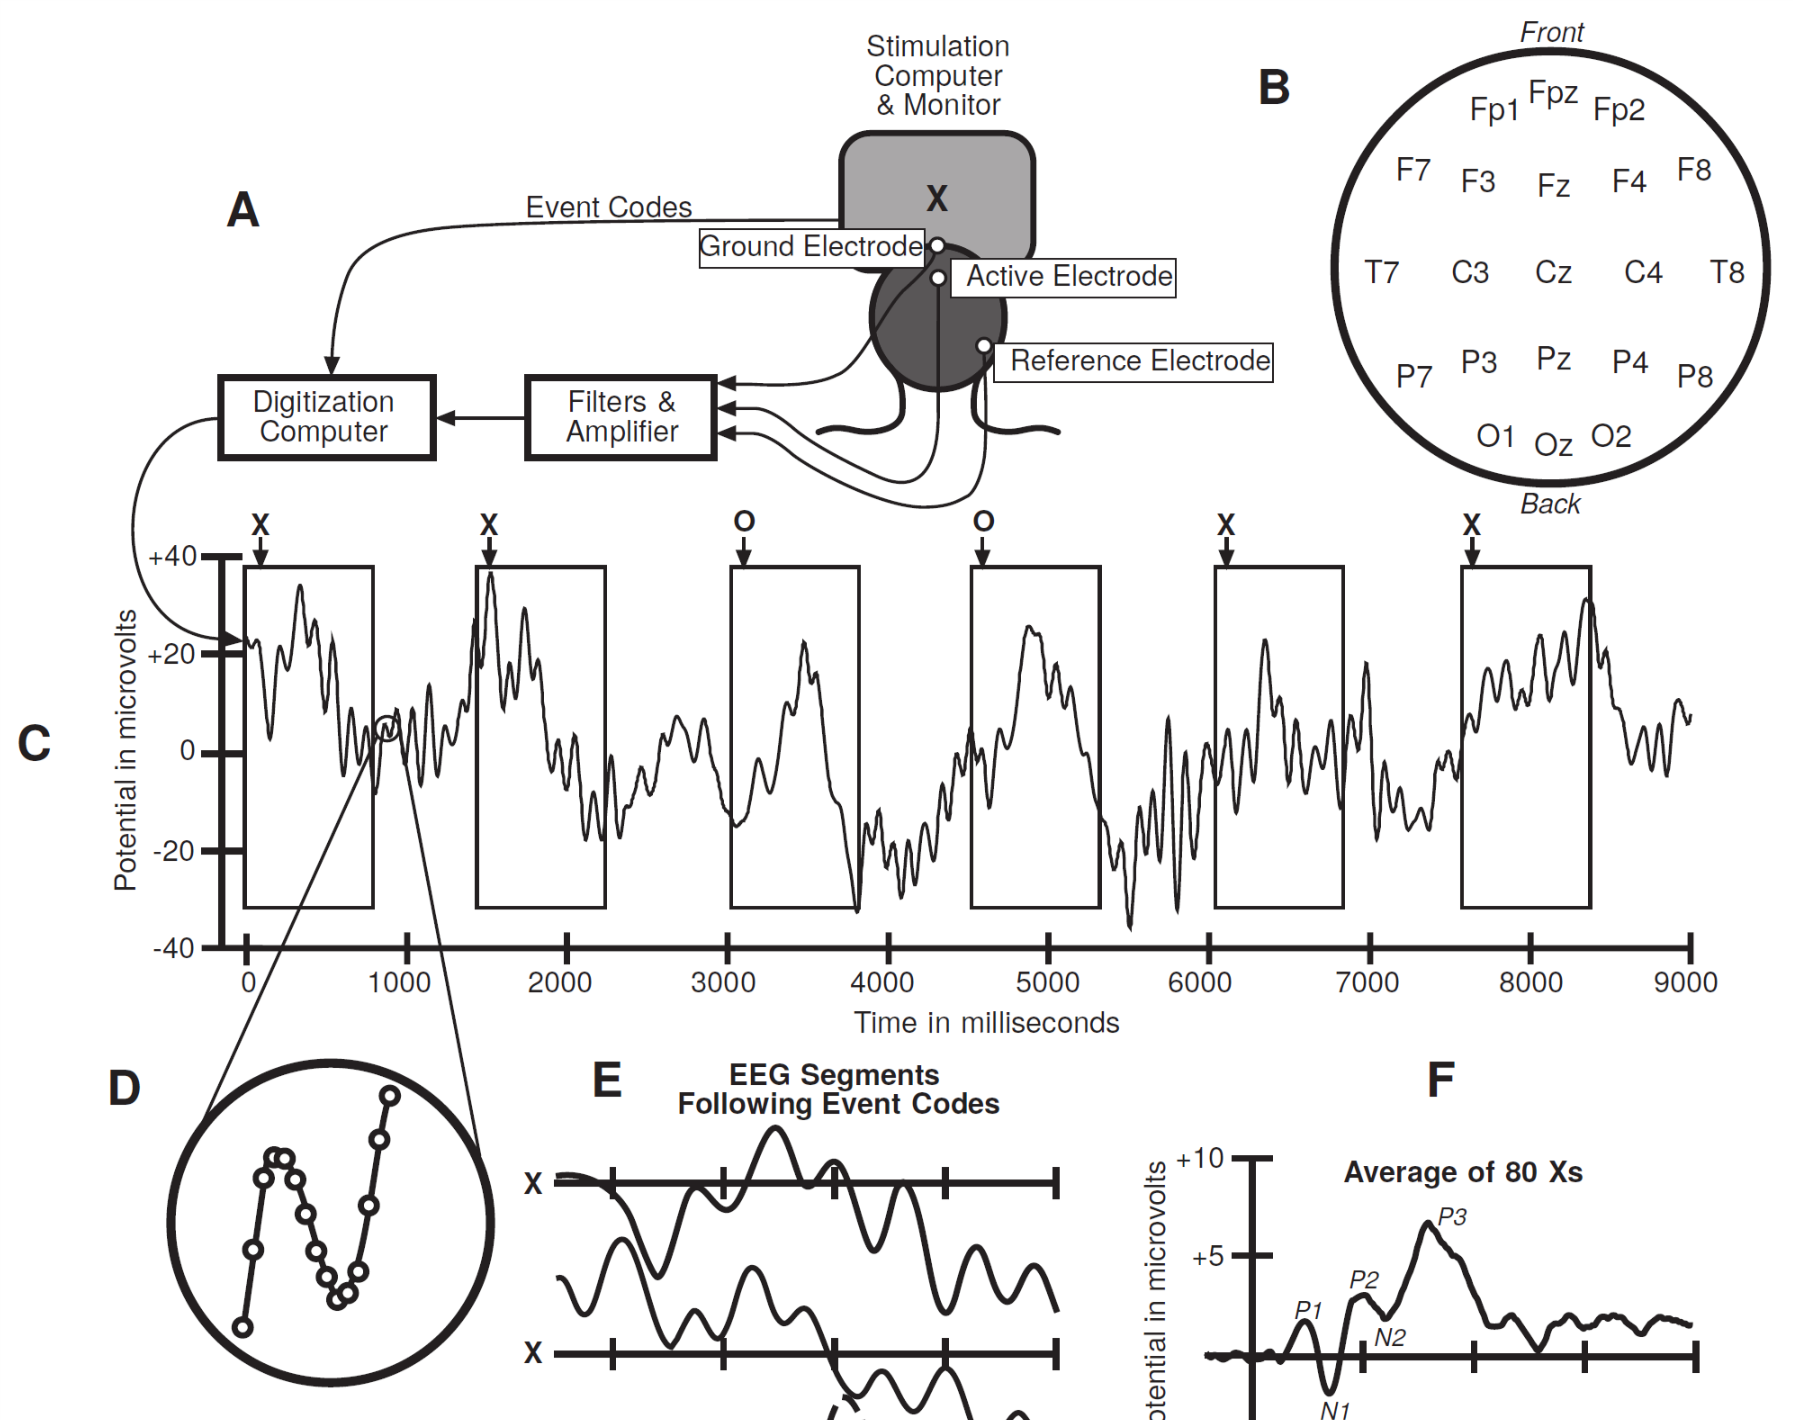 A
Stimulation
Computer
& Monitor
X
Event Codes
Ground Electrode
Active Electrode
Reference Electrode
Digitization
Computer
Filters &
Amplifier
B
Front
Fp1 Fpz Fp2
F7 F3 Fz F4 F8
T7 C3 Cz C4 T8
P7 P3 Pz P4 P8
O1 Oz O2
Back
C
X X O O X X
Potential in microvolts
+40
+20
0
-20
-40
0 1000 2000 3000 4000 5000 6000 7000 8000 9000
Time in milliseconds
D
E
EEG Segments
Following Event Codes
X
X
F
Average of 80 Xs
+10
+5
P1
N1
P2
N2
P3